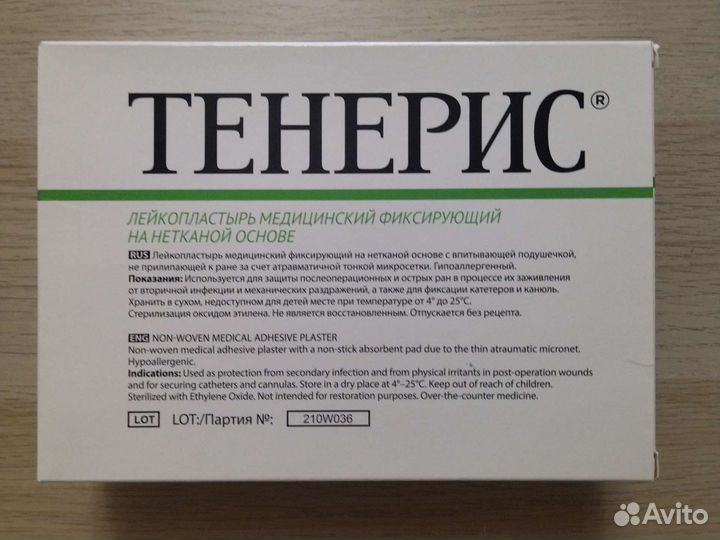 ТЕНЕРИС®
ЛЕЙКОПЛАСТЫРЬ МЕДИЦИНСКИЙ ФИКСИРУЮЩИЙ
НА НЕТКАНОЙ ОСНОВЕ
RUS Лейкопластырь медицинский фиксирующий на нетканой основе с впитывающей подушечкой,
не прилипающей к ране за счет атравматичной тонкой микросетки. Гипоаллергенный.
Показания: Используется для защиты послеоперационных и острых ран в процессе их заживления
от вторичной инфекции и механических раздражений, а также для фиксации катетеров и канюль.
Хранить в сухом, недоступном для детей месте при температуре от 4° до 25°С.
Стерилизация оксидом этилена. Не является восстановленным. Отпускается без рецепта.
ENG NON-WOVEN MEDICAL ADHESIVE PLASTER
Non-woven medical adhesive plaster with a non-stick absorbent pad due to the thin atraumatic micronet.
Hypoallergenic.
Indications: Used as protection from secondary infection and from physical irritants in post-operation wounds
and for securing catheters and cannulas. Store in a dry place at 4°–25°C. Keep out of reach of children.
Sterilized with Ethylene Oxide. Not intended for restoration purposes. Over-the-counter medicine.
LOT LOT:/Партия №: 210W036
Avito